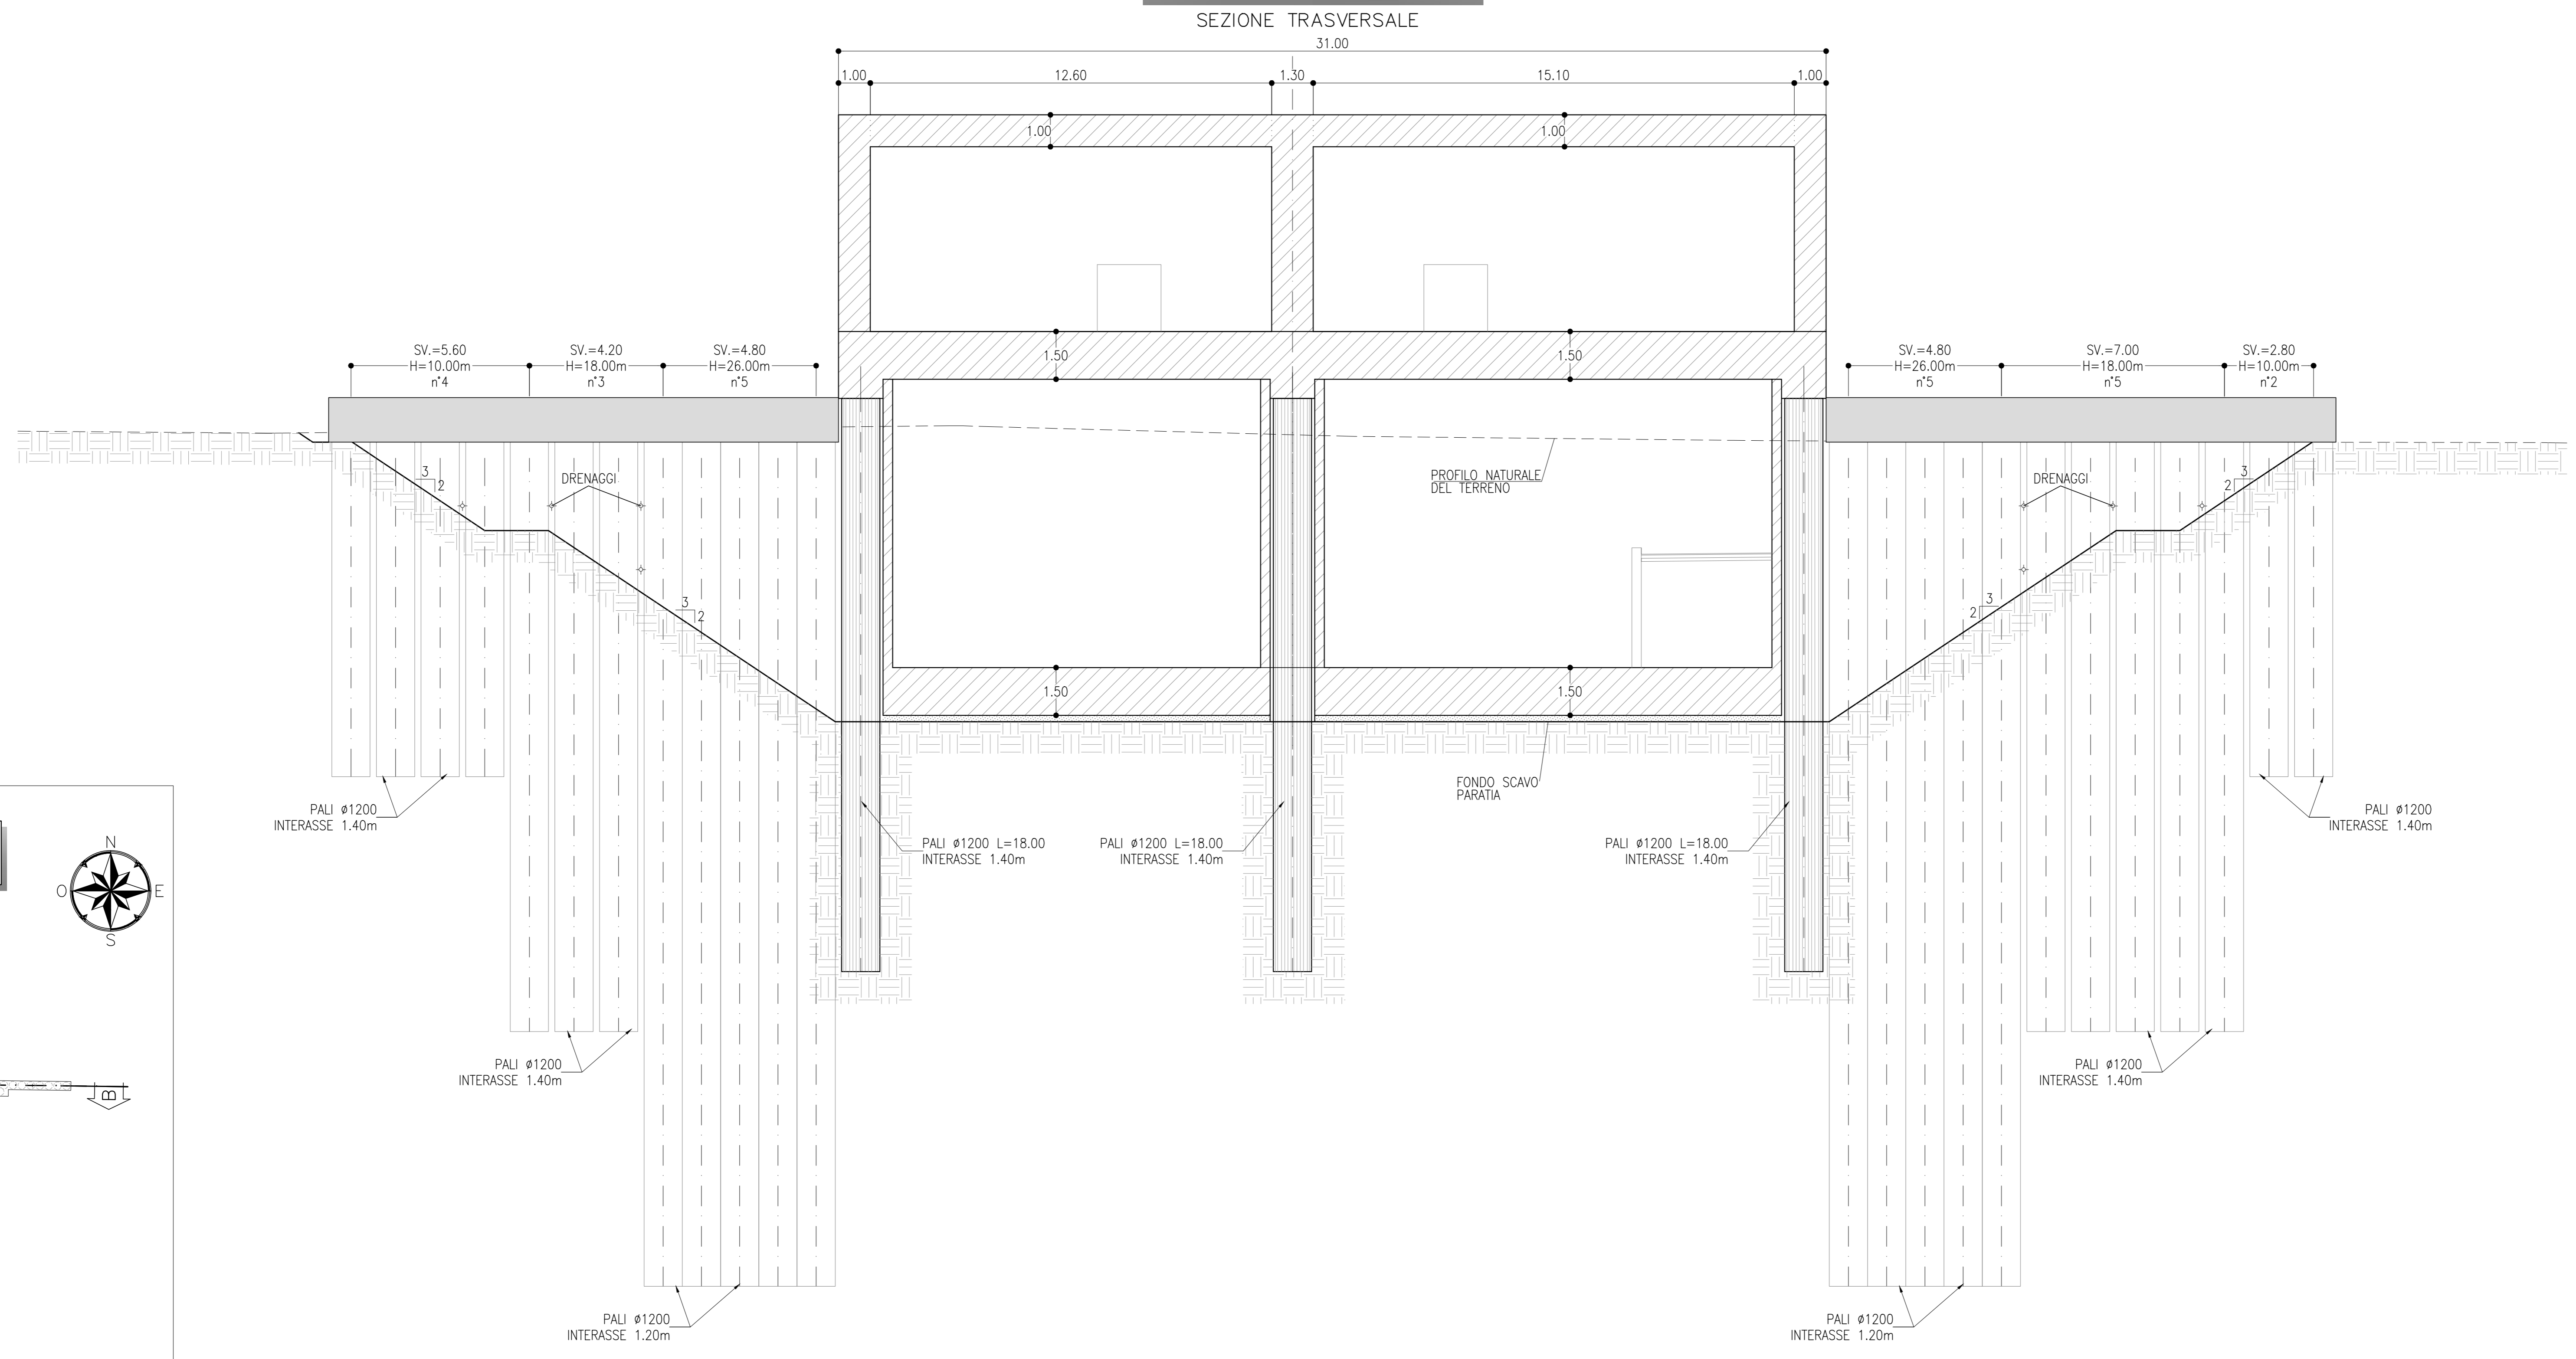 SEZIONE TRASVERSALE
31.00
1.00
12.60
1.30
15.10
1.00
1.00
1.00
1.50
1.50
SV.=5.60
H=10.00m
n°4
SV.=4.20
H=18.00m
n°3
SV.=4.80
H=26.00m
n°5
SV.=4.80
H=26.00m
n°5
SV.=7.00
H=18.00m
n°5
SV.=2.80
H=10.00m
n°2
3
2
DRENAGGI
PROFILO NATURALE
DEL TERRENO
DRENAGGI
3
2
3
2
3
2
1.50
1.50
FONDO SCAVO
PARATIA
PALI ø1200
INTERASSE 1.40m
PALI ø1200 L=18.00
INTERASSE 1.40m
PALI ø1200 L=18.00
INTERASSE 1.40m
PALI ø1200 L=18.00
INTERASSE 1.40m
PALI ø1200
INTERASSE 1.40m
N
O
E
S
PALI ø1200
INTERASSE 1.40m
PALI ø1200
INTERASSE 1.40m
B
PALI ø1200
INTERASSE 1.20m
PALI ø1200
INTERASSE 1.20m